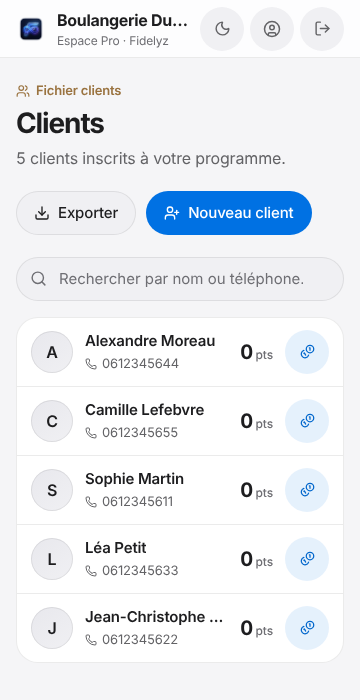 Boulangerie Du...
Espace Pro · Fidelyz
Fichier clients
Clients
5 clients inscrits à votre programme.
Exporter
Nouveau client
Rechercher par nom ou téléphone.
A
Alexandre Moreau
0612345644
0 pts
C
Camille Lefebvre
0612345655
0 pts
S
Sophie Martin
0612345611
0 pts
L
Léa Petit
0612345633
0 pts
J
Jean-Christophe ...
0612345622
0 pts